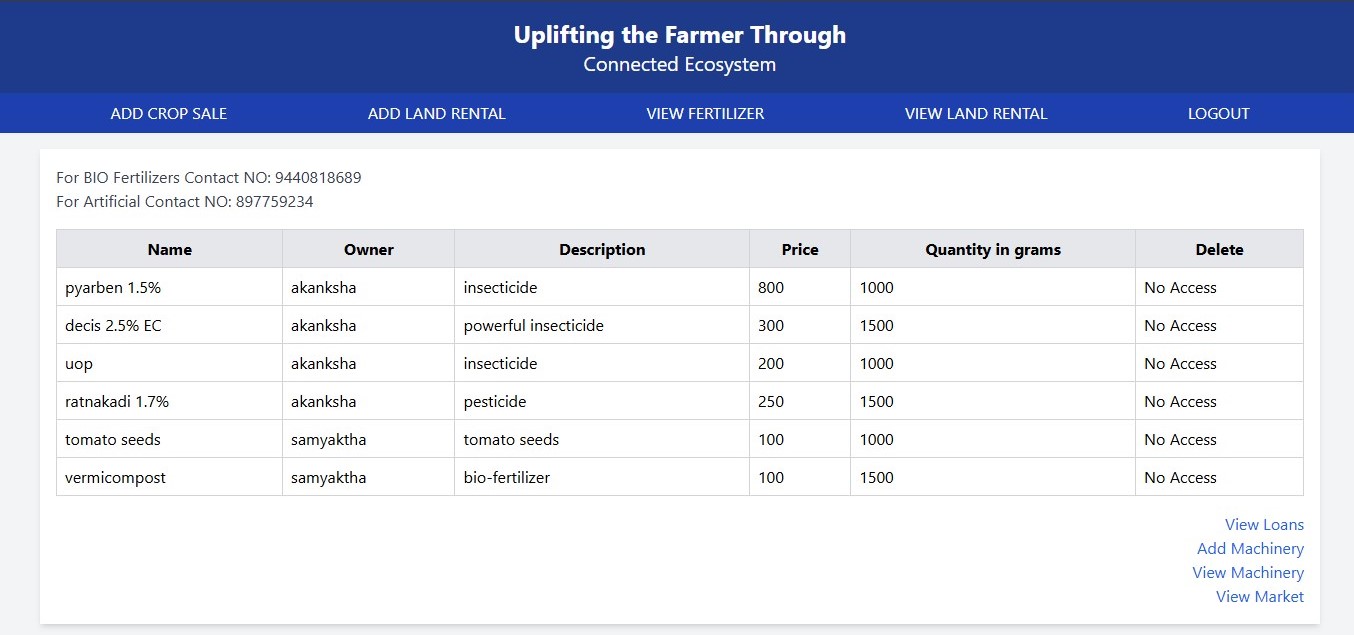 Uplifting the Farmer Through
Connected Ecosystem
ADD CROP SALE ADD LAND RENTAL VIEW FERTILIZER VIEW LAND RENTAL LOGOUT
For BIO Fertilizers Contact NO: 9440818689
For Artificial Contact NO: 897759234
Name Owner Description Price Quantity in grams Delete
pyarben 1.5% akanksha insecticide 800 1000 No Access
decis 2.5% EC akanksha powerful insecticide 300 1500 No Access
uop akanksha insecticide 200 1000 No Access
ratnakadi 1.7% akanksha pesticide 250 1500 No Access
tomato seeds samyaktha tomato seeds 100 1000 No Access
vermicompost samyaktha bio-fertilizer 100 1500 No Access
View Loans
Add Machinery
View Machinery
View Market